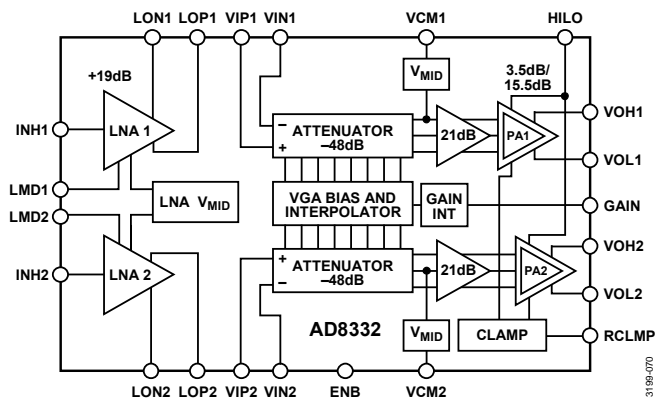 LON1 LOP1 VIP1 VIN1 VCM1 HILO
+19dB
VMID
3.5dB/
15.5dB
INH1
LNA 1
–
+
ATTENUATOR
–48dB
21dB
PA1
VOH1
VOL1
LMD1
LMD2
LNA VMID
VGA BIAS AND
INTERPOLATOR
GAIN
INT
GAIN
INH2
LNA 2
+
–
ATTENUATOR
–48dB
21dB
PA2
VOH2
VOL2
AD8332
VMID
CLAMP
RCLMP
LON2 LOP2 VIP2 VIN2 ENB VCM2
3199-070